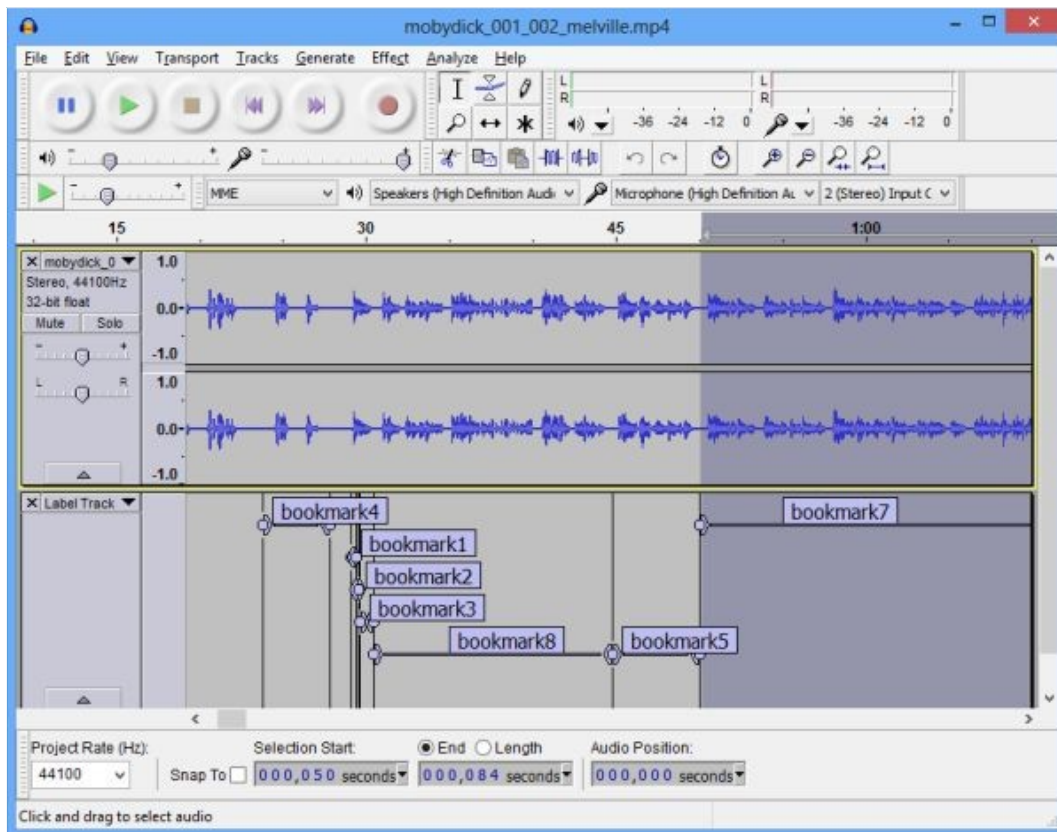 mobydick_001_002_melville.mp4
File Edit View Transport Tracks Generate Effect Analyze Help
L
R
-36 -24 -12 0
L
R
-36 -24 -12 0
MME
Speakers (High Definition Audi
Microphone (High Definition Au
2 (Stereo) Input C
15 30 45 1:00
mobydick_0
Stereo, 44100Hz
32-bit float
Mute Solo
- +
L R
1.0
0.0
-1.0
1.0
0.0
-1.0
Label Track
bookmark4
bookmark7
bookmark1
bookmark2
bookmark3
bookmark8
bookmark5
Project Rate (Hz): Selection Start: End Length Audio Position:
44100 Snap To 000,050 seconds 000,084 seconds 000,000 seconds
Click and drag to select audio